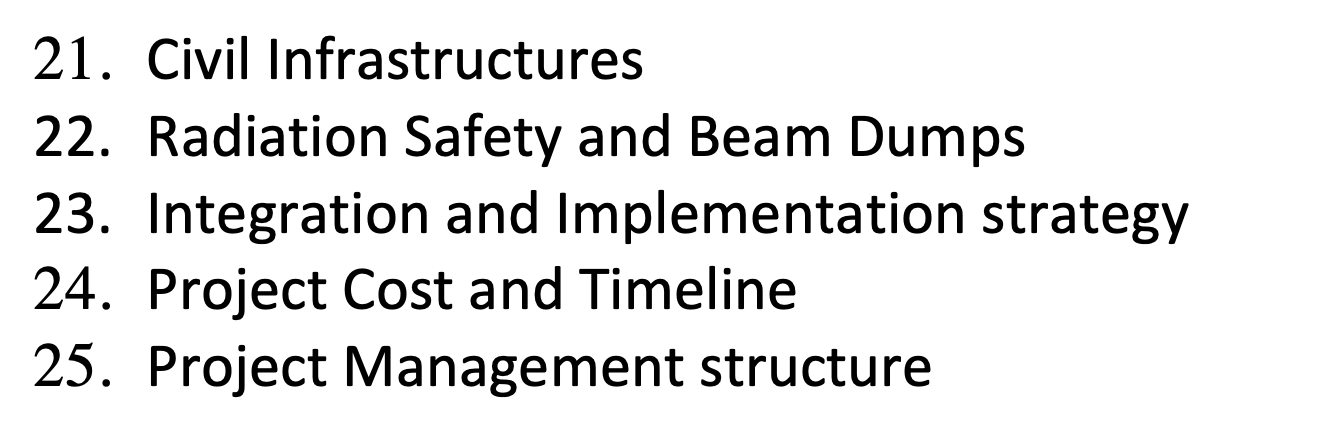 21. Civil Infrastructures
22. Radiation Safety and Beam Dumps
23. Integration and Implementation strategy
24. Project Cost and Timeline
25. Project Management structure